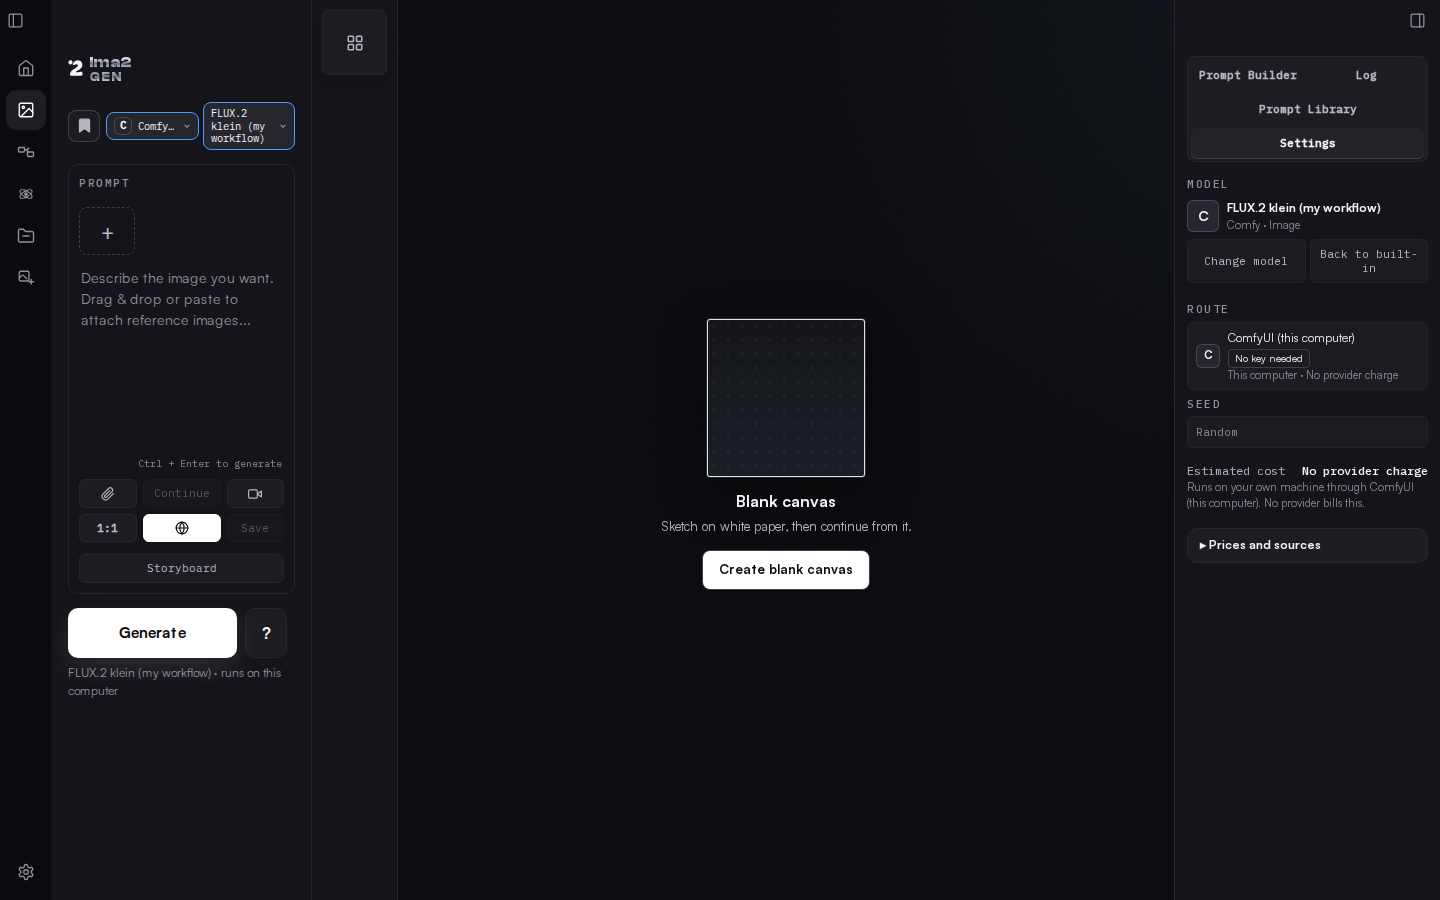 2 Ima2
GEN
C Comfy…
FLUX.2
klein (my
workflow)
PROMPT
+
Describe the image you want.
Drag & drop or paste to
attach reference images...
Ctrl + Enter to generate
Continue
1:1
Save
Storyboard
Generate
?
FLUX.2 klein (my workflow) · runs on this
computer
Blank canvas
Sketch on white paper, then continue from it.
Create blank canvas
Prompt Builder
Log
Prompt Library
Settings
MODEL
C
FLUX.2 klein (my workflow)
Comfy · Image
Change model
Back to built-
in
ROUTE
C
ComfyUI (this computer)
No key needed
This computer · No provider charge
SEED
Random
Estimated cost No provider charge
Runs on your own machine through ComfyUI
(this computer). No provider bills this.
▸ Prices and sources